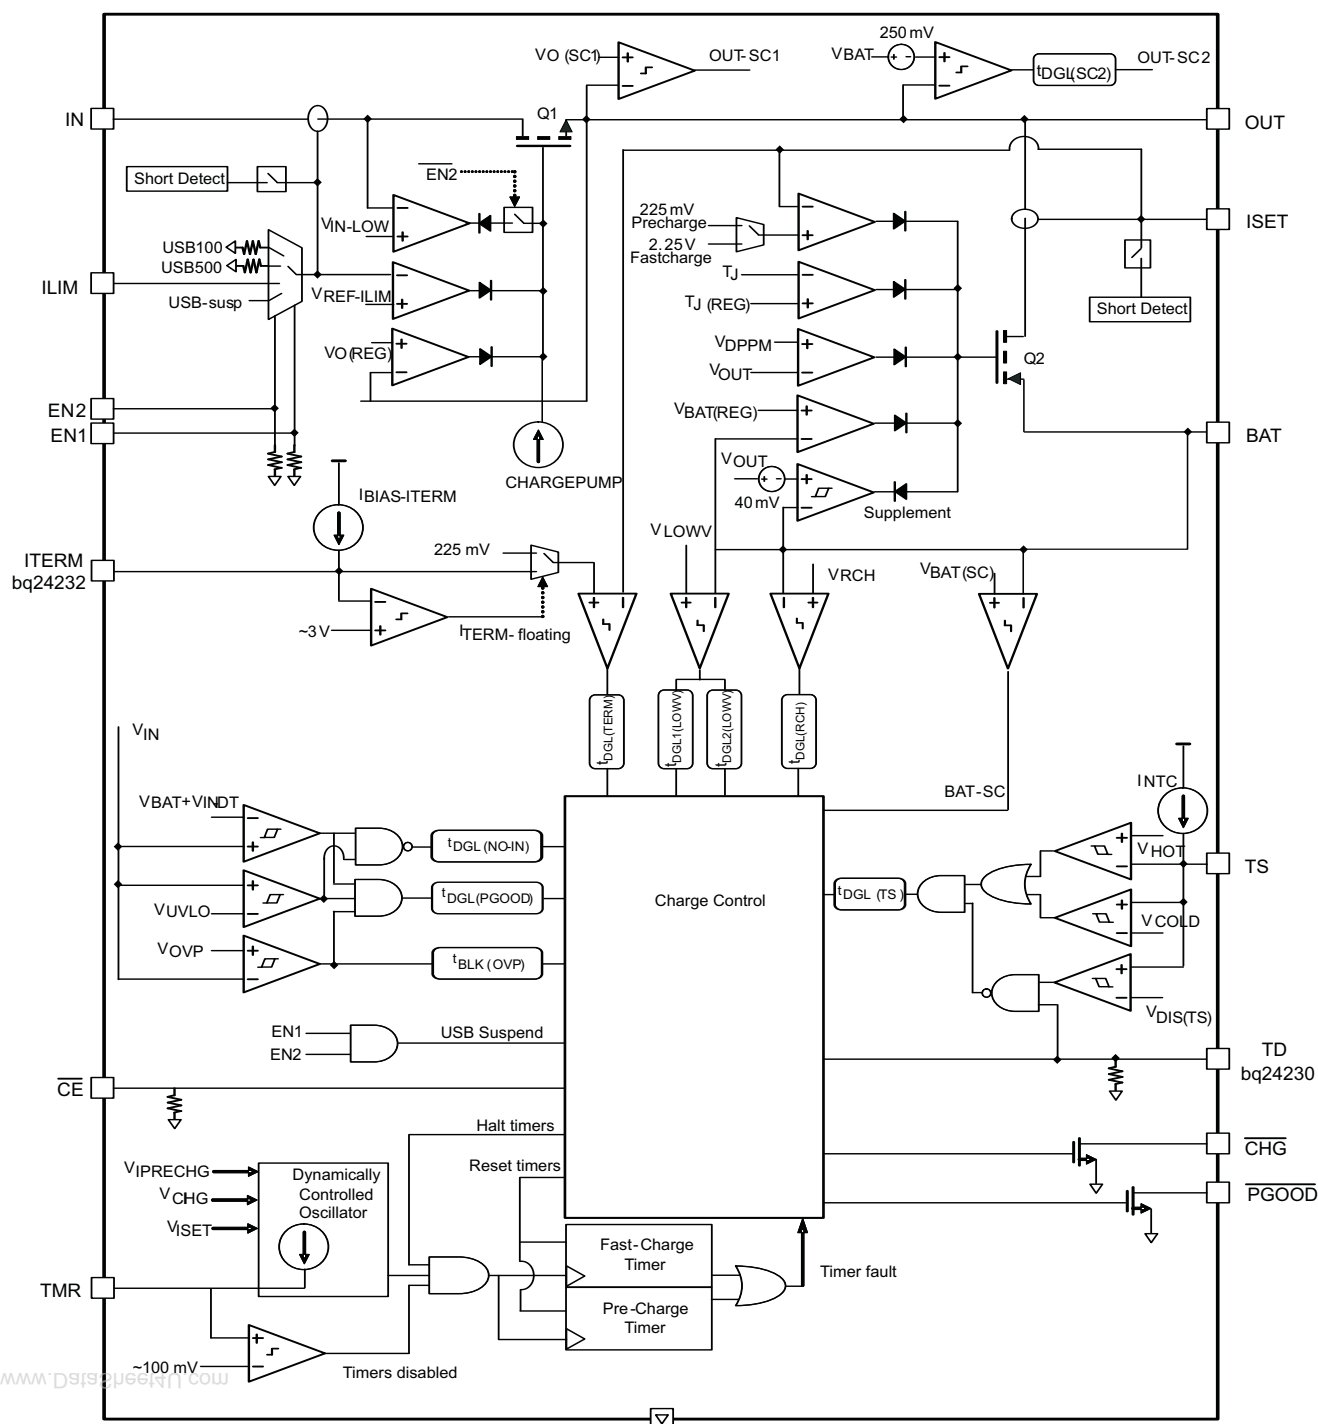 250 mV
VO (SC1)
OUT-SC1
VBAT
tDGL(SC2)
OUT-SC2
IN
Q1
OUT
Short Detect
EN2
VIN-LOW
225 mV
Precharge
2.25V
Fastcharge
ISET
USB100
USB500
ILIM
USB-susp
VREF-ILIM
TJ
TJ (REG)
Short Detect
VO(REG)
VDPPM
VOUT
Q2
EN2
EN1
VBAT(REG)
BAT
VOUT
40 mV
Supplement
CHARGEPUMP
IBIAS-ITERM
ITERM
bq24232
225 mV
VLOWV
VRCH
VBAT(SC)
~3V
ITERM- floating
tDGL(TERM)
tDGL1(LOWV)
tDGL2(LOWV)
tDGL(RCH)
VIN
BAT-SC
INTC
VBAT+VINDT
tDGL(NO-IN)
VHOT
TS
VUVLO
tDGL(PGOOD)
Charge Control
tDGL (TS)
VCOLD
VOVP
tBLK(OVP)
VDIS(TS)
EN1
EN2
USB Suspend
TD
bq24230
CE
Halt timers
Reset timers
CHG
PGOOD
VIPRECHG
VCHG
VISET
Dynamically
Controlled
Oscillator
TMR
Fast-Charge
Timer
Timer fault
Pre-Charge
Timer
~100 mV
Timers disabled
www.DataSheet4U.com